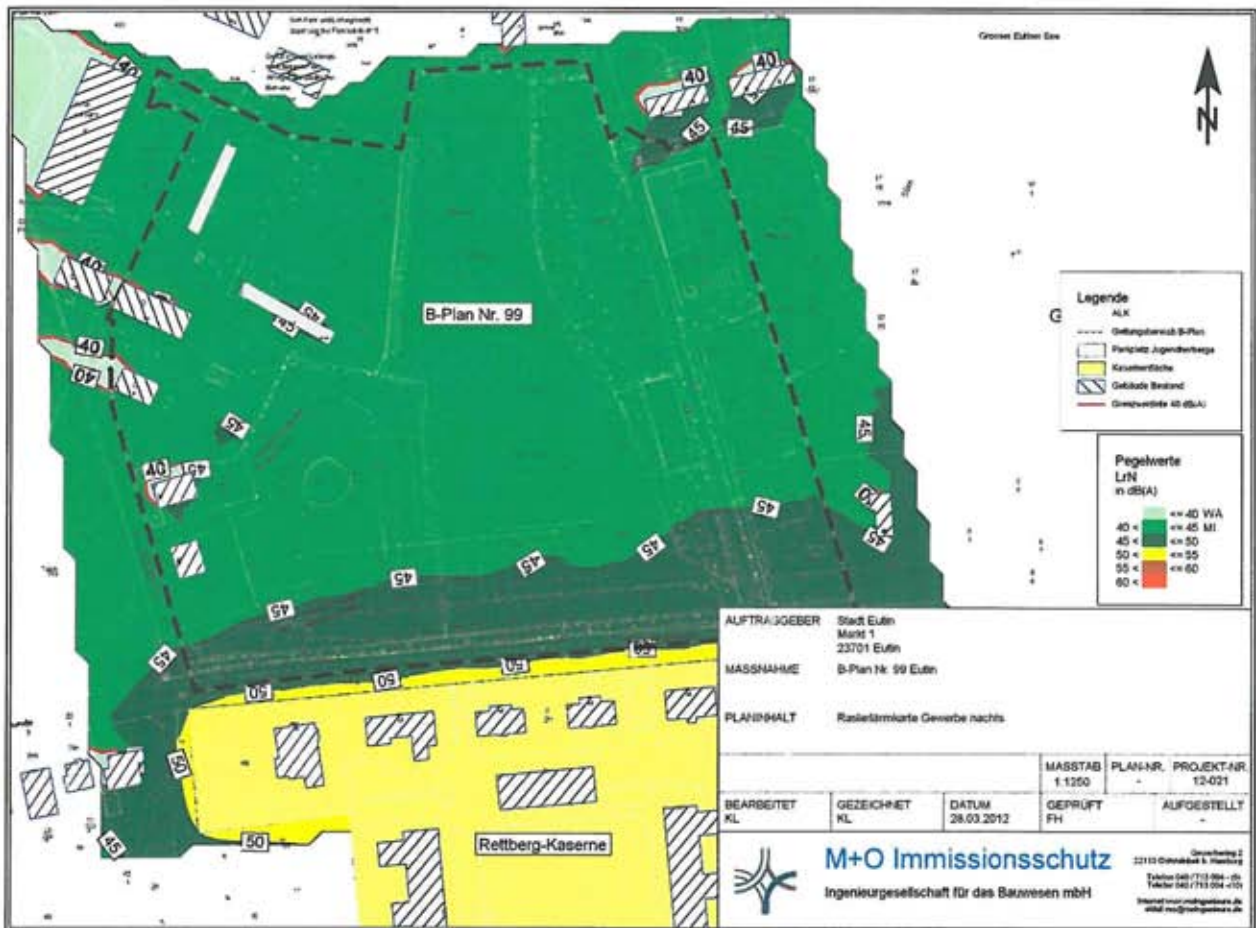 Grosser Eutiner See
N
40
40
40
45
45
B-Plan Nr. 99
45
40
40
40
45
45
40
45
50
45
45
45
45
45
45
45
50
50
50
50
50
50
45
Rettberg-Kaserne
Legende
ALK
Geltungsbereich B-Plan
Parkplatz Jugendherberge
Kasernenfläche
Gebäude Bestand
Grenzwertlinie 40 dB(A)
Pegelwerte
LrN
in dB(A)
<= 40 WA
40 < <= 45 MI
45 < <= 50
50 < <= 55
55 < <= 60
60 <
AUFTRAGGEBER Stadt Eutin
Markt 1
23701 Eutin
MASSNAHME B-Plan Nr. 99 Eutin
PLANINHALT Rasterlärmkarte Gewerbe nachts
MASSTAB 1:1250
PLAN-NR. -
PROJEKT-NR. 12-021
BEARBEITET KL
GEZEICHNET KL
DATUM 28.03.2012
GEPRÜFT FH
AUFGESTELLT -
M+O Immissionsschutz
Ingenieurgesellschaft für das Bauwesen mbH